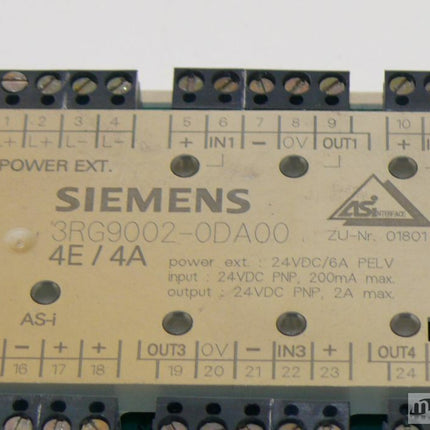 1 2 3 4 5 6 7 8 9 10
L+ L+ L- L- + IN1 - 0V OUT1 +
POWER EXT.
SIEMENS
AS-INTERFACE
3RG9002-0DA00
ZU-Nr. 01801
4E / 4A
power ext. : 24VDC/6A PELV
input : 24VDC PNP, 200mA max.
output : 24VDC PNP, 2A max.
AS-i
- - + + OUT3 0V - IN3 + OUT4
16 17 18 19 20 21 22 23 24